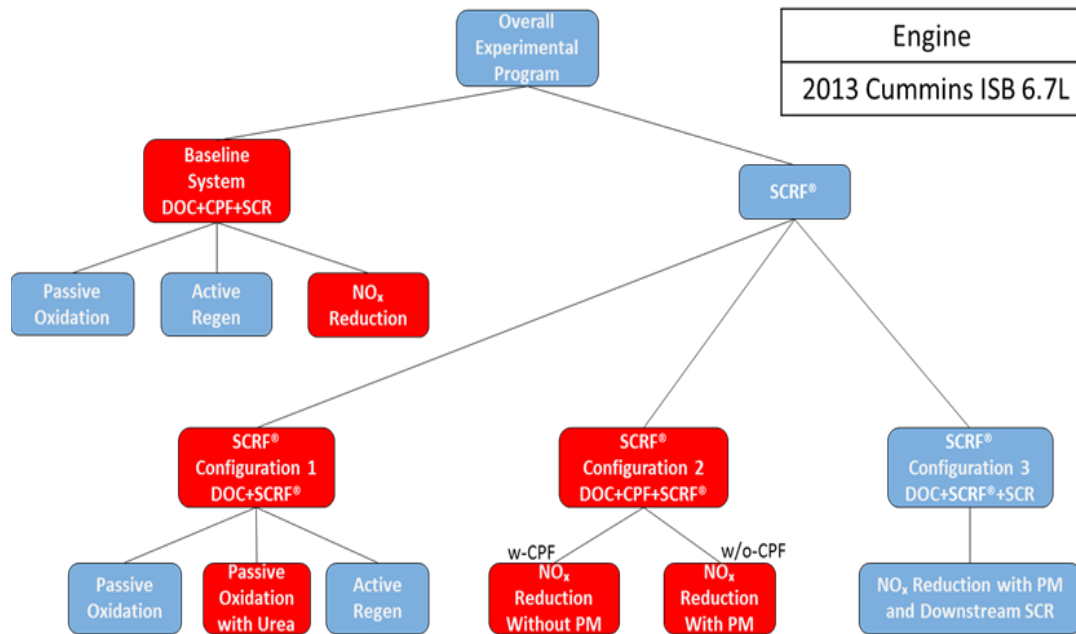 Overall
Experimental
Program
Engine
2013 Cummins ISB 6.7L
Baseline
System
DOC+CPF+SCR
SCRF®
Passive
Oxidation
Active
Regen
NOₓ
Reduction
SCRF®
Configuration 1
DOC+SCRF®
SCRF®
Configuration 2
DOC+CPF+SCRF®
SCRF®
Configuration 3
DOC+SCRF®+SCR
w-CPF
w/o-CPF
Passive
Oxidation
Passive
Oxidation
with Urea
Active
Regen
NOₓ
Reduction
Without PM
NOₓ
Reduction
With PM
NOₓ Reduction with PM
and Downstream SCR